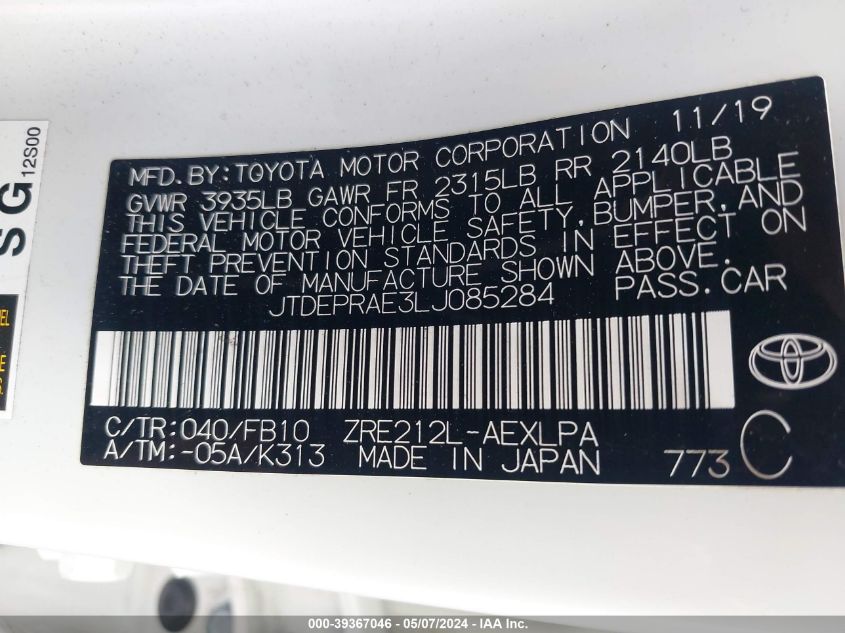 MFD.BY:TOYOTA MOTOR CORPORATION 11/19
GVWR 3935LB GAWR FR 2315LB RR 2140LB
THIS VEHICLE CONFORMS TO ALL APPLICABLE
FEDERAL MOTOR VEHICLE SAFETY,BUMPER,AND
THEFT PREVENTION STANDARDS IN EFFECT ON
THE DATE OF MANUFACTURE SHOWN ABOVE.
JTDEPRAE3LJ085284 PASS.CAR
C/TR:040/FB10 ZRE212L-AEXLPA
A/TM:-05A/K313 MADE IN JAPAN 773 C
SG
12S00
000-39367046 - 05/07/2024 - IAA Inc.